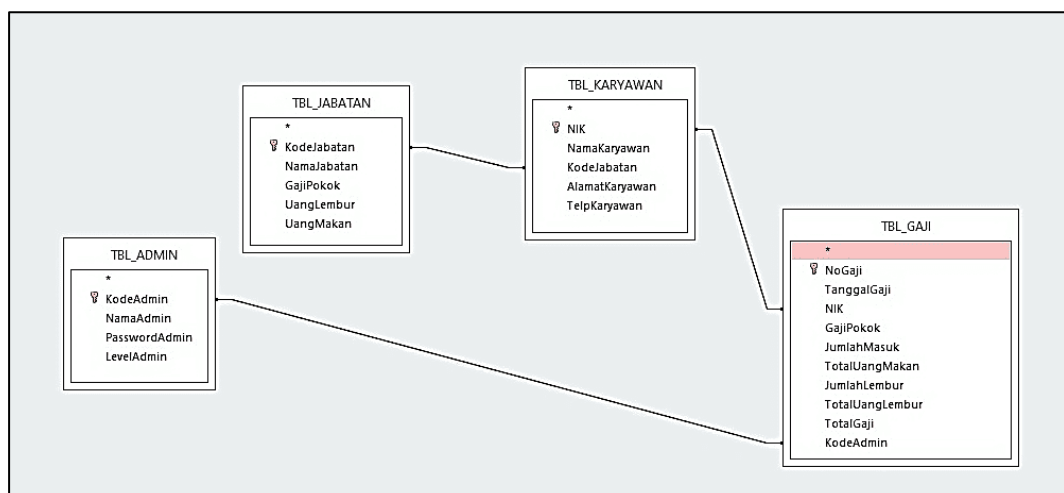 TBL_JABATAN
*
KodeJabatan
NamaJabatan
GajiPokok
UangLembur
UangMakan
TBL_KARYAWAN
*
NIK
NamaKaryawan
KodeJabatan
AlamatKaryawan
TelpKaryawan
TBL_ADMIN
*
KodeAdmin
NamaAdmin
PasswordAdmin
LevelAdmin
TBL_GAJI
*
NoGaji
TanggalGaji
NIK
GajiPokok
JumlahMasuk
TotalUangMakan
JumlahLembur
TotalUangLembur
TotalGaji
KodeAdmin